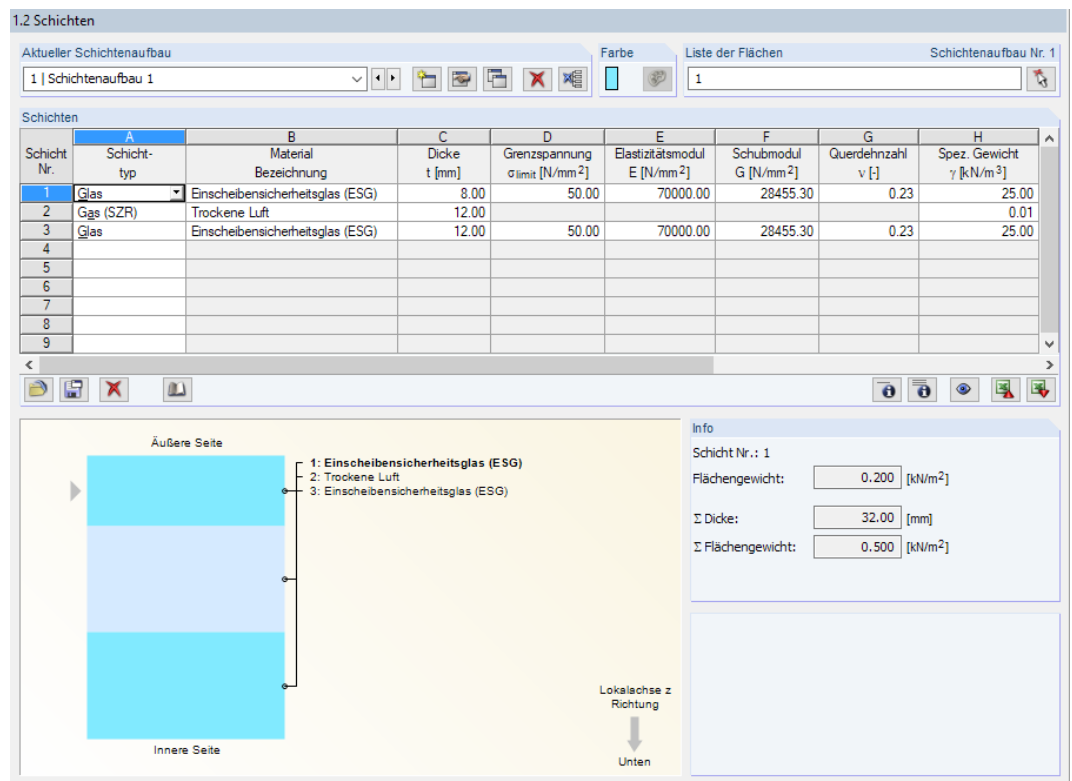 1.2 Schichten
Aktueller Schichtenaufbau
Farbe
Liste der Flächen
Schichtenaufbau Nr. 1
1 | Schichtenaufbau 1
1
Schichten
A B C D E F G H
Schicht Schicht- Material Dicke Grenzspannung Elastizitätsmodul Schubmodul Querdehnzahl Spez. Gewicht
Nr. typ Bezeichnung t [mm] σlimit [N/mm²] E [N/mm²] G [N/mm²] ν [-] γ [kN/m³]
1 Glas Einscheibensicherheitsglas (ESG) 8.00 50.00 70000.00 28455.30 0.23 25.00
2 Gas (SZR) Trockene Luft 12.00 0.01
3 Glas Einscheibensicherheitsglas (ESG) 12.00 50.00 70000.00 28455.30 0.23 25.00
4
5
6
7
8
9
Äußere Seite
1: Einscheibensicherheitsglas (ESG)
2: Trockene Luft
3: Einscheibensicherheitsglas (ESG)
Innere Seite
Lokalachse z
Richtung
Unten
Info
Schicht Nr.: 1
Flächengewicht: 0.200 [kN/m²]
Σ Dicke: 32.00 [mm]
Σ Flächengewicht: 0.500 [kN/m²]